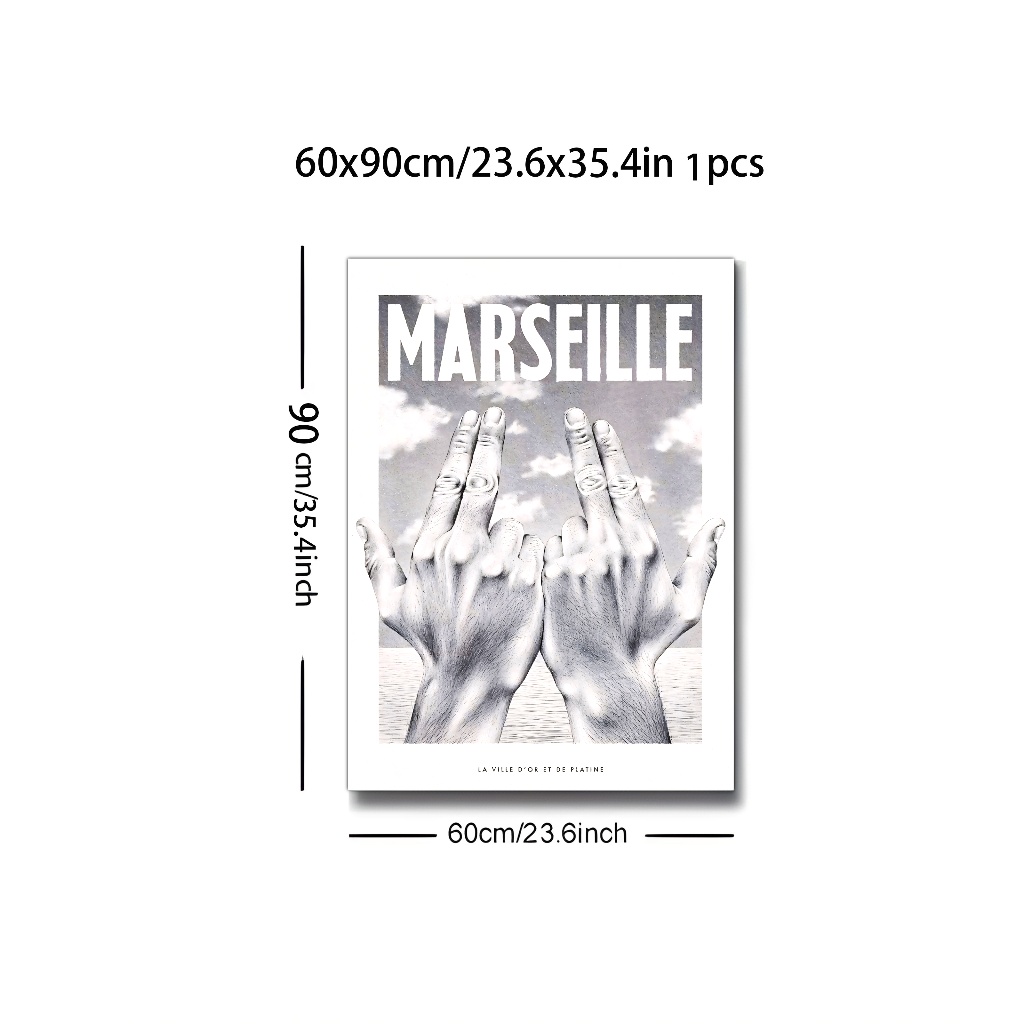 60x90cm/23.6x35.4in 1pcs
MARSEILLE
90 cm/35.4inch
LA VILLE D'OR ET DE PLATINE
60cm/23.6inch